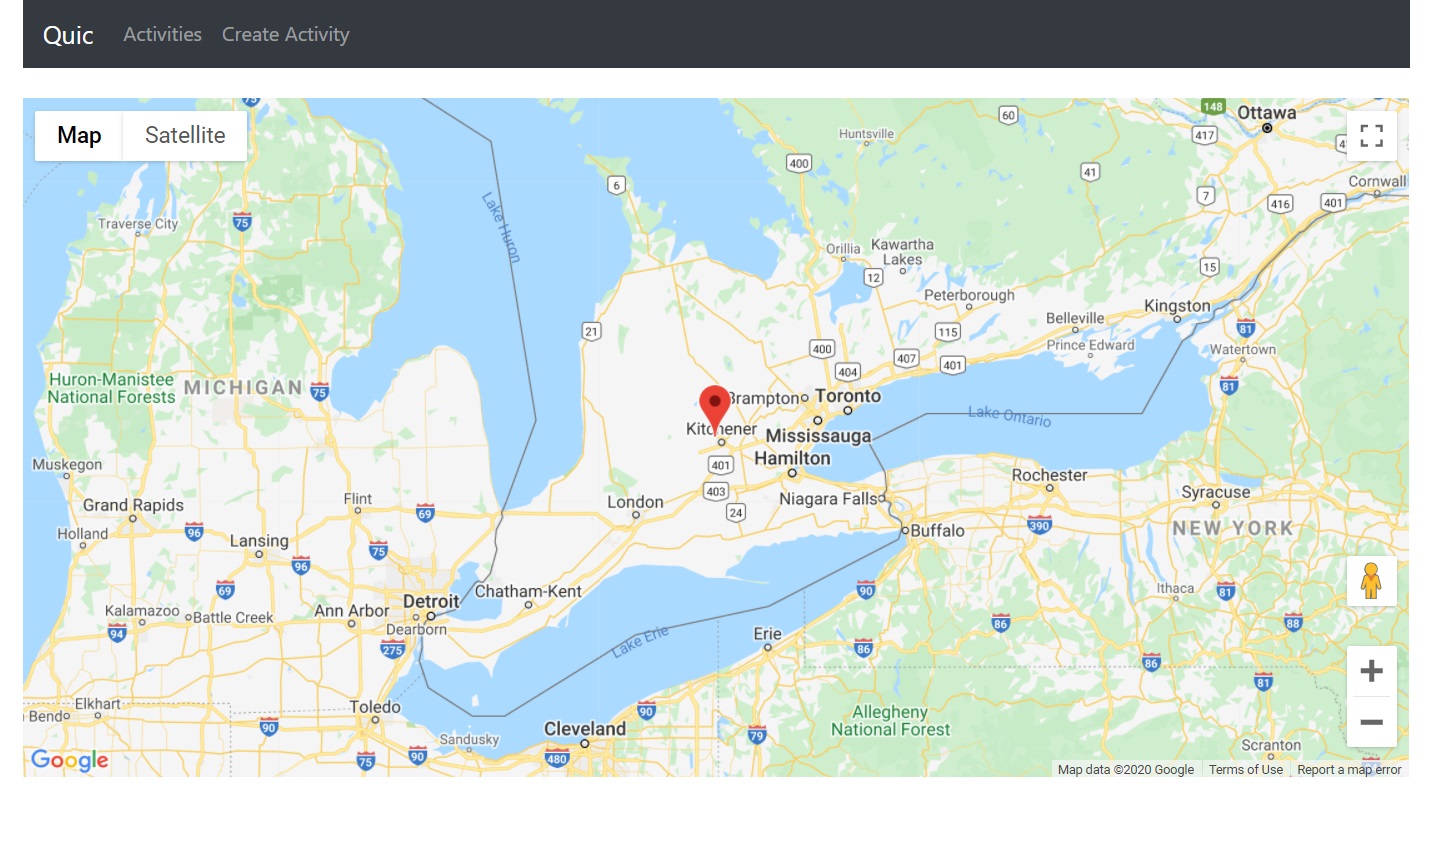 Quic Activities Create Activity
Map Satellite
75
148
Ottawa
60
417
Huntsville
400
41
Cornwall
6
7
416
401
Traverse City
75
Lake Huron
Orillia
Kawartha
Lakes
12
15
Peterborough
Kingston
Belleville
21
115
81
Prince Edward
Watertown
400
407
401
404
Huron-Manistee
National Forests
MICHIGAN
75
81
Brampton
Toronto
Lake Ontario
Kitchener
Mississauga
Hamilton
Muskegon
401
Rochester
Grand Rapids
Flint
403
Niagara Falls
Syracuse
London
24
69
390
NEW YORK
Holland
96
Buffalo
Lansing
75
96
Chatham-Kent
90
Ithaca
81
69
Detroit
Kalamazoo
Battle Creek
Ann Arbor
Dearborn
94
275
86
88
Lake Erie
Erie
86
86
81
Elkhart
Bend
Toledo
90
Allegheny
National Forest
90
Cleveland
79
Sandusky
Scranton
75
90
480
Google
Map data ©2020 Google Terms of Use Report a map error